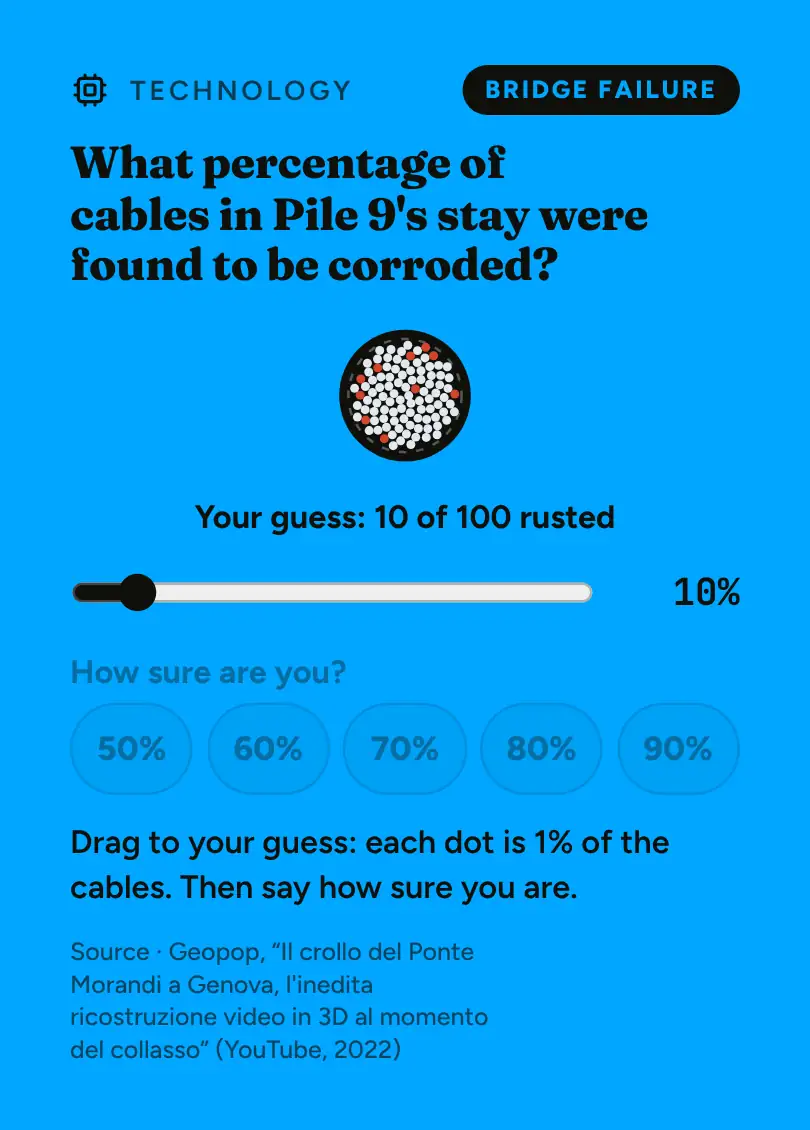 TECHNOLOGY
BRIDGE FAILURE
What percentage of
cables in Pile 9's stay were
found to be corroded?
Your guess: 10 of 100 rusted
10%
How sure are you?
50%
60%
70%
80%
90%
Drag to your guess: each dot is 1% of the
cables. Then say how sure you are.
Source · Geopop, “Il crollo del Ponte
Morandi a Genova, l'inedita
ricostruzione video in 3D al momento
del collasso” (YouTube, 2022)